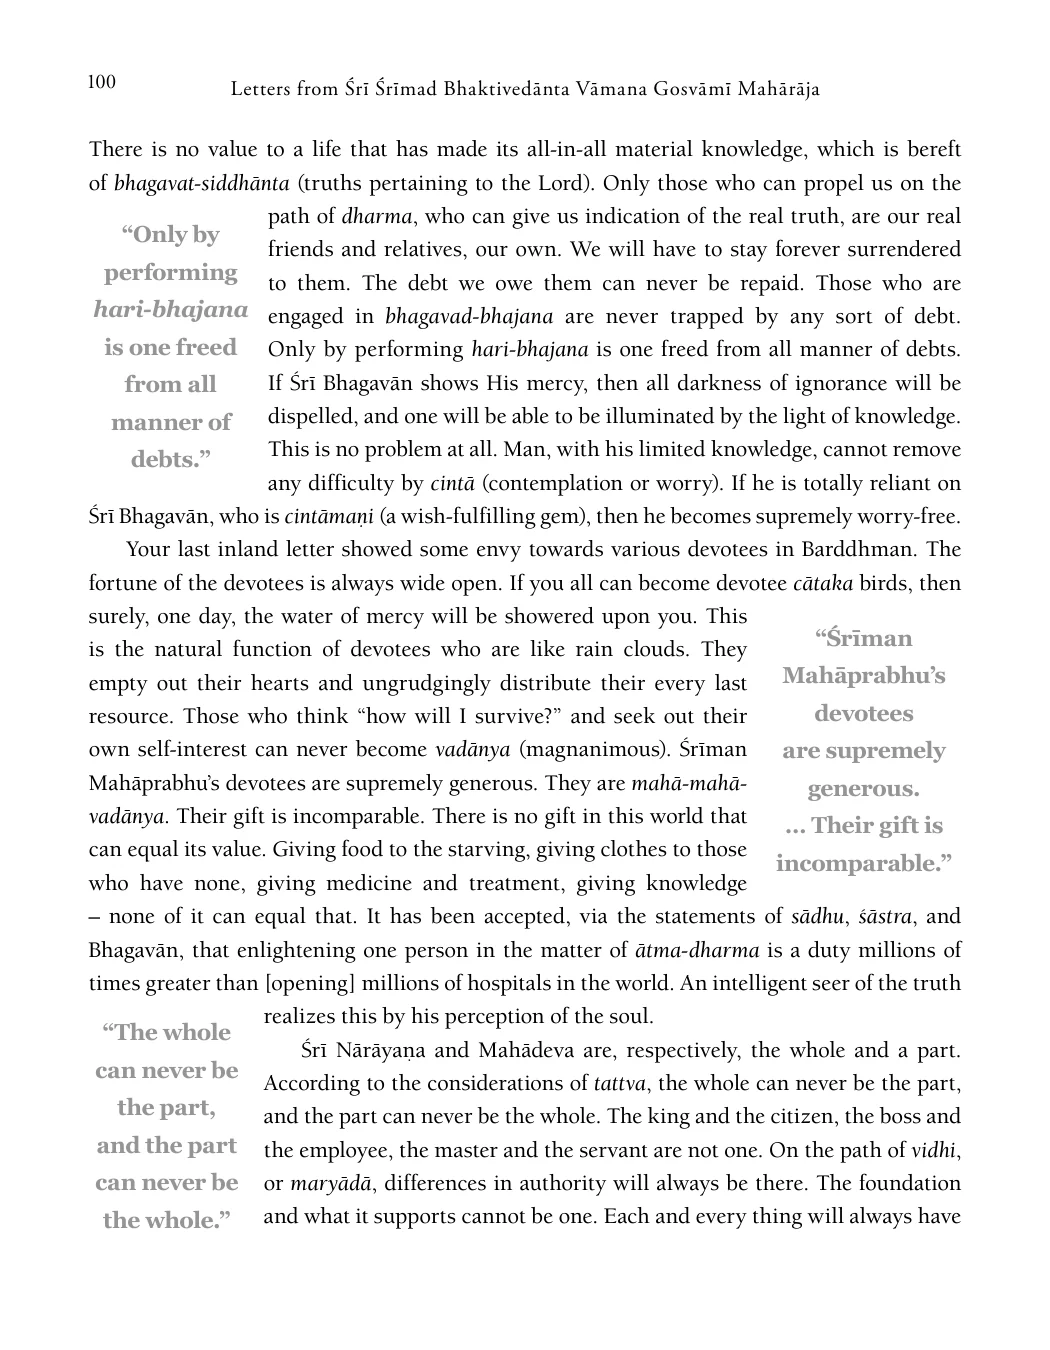 100
Letters from Śrī Śrīmad Bhaktivedānta Vāmana Gosvāmī Mahārāja
There is no value to a life that has made its all-in-all material knowledge, which is bereft
of bhagavat-siddhānta (truths pertaining to the Lord). Only those who can propel us on the
path of dharma, who can give us indication of the real truth, are our real
friends and relatives, our own. We will have to stay forever surrendered
to them. The debt we owe them can never be repaid. Those who are
engaged in bhagavad-bhajana are never trapped by any sort of debt.
Only by performing hari-bhajana is one freed from all manner of debts.
If Śrī Bhagavān shows His mercy, then all darkness of ignorance will be
dispelled, and one will be able to be illuminated by the light of knowledge.
This is no problem at all. Man, with his limited knowledge, cannot remove
any difficulty by cintā (contemplation or worry). If he is totally reliant on
Śrī Bhagavān, who is cintāmaṇi (a wish-fulfilling gem), then he becomes supremely worry-free.
“Only by
performing
hari-bhajana
is one freed
from all
manner of
debts.”
Your last inland letter showed some envy towards various devotees in Barddhman. The
fortune of the devotees is always wide open. If you all can become devotee cātaka birds, then
surely, one day, the water of mercy will be showered upon you. This
is the natural function of devotees who are like rain clouds. They
empty out their hearts and ungrudgingly distribute their every last
resource. Those who think “how will I survive?” and seek out their
own self-interest can never become vadānya (magnanimous). Śrīman
Mahāprabhu’s devotees are supremely generous. They are mahā-mahā-
vadānya. Their gift is incomparable. There is no gift in this world that
can equal its value. Giving food to the starving, giving clothes to those
who have none, giving medicine and treatment, giving knowledge
– none of it can equal that. It has been accepted, via the statements of sādhu, śāstra, and
Bhagavān, that enlightening one person in the matter of ātma-dharma is a duty millions of
times greater than [opening] millions of hospitals in the world. An intelligent seer of the truth
realizes this by his perception of the soul.
“Śrīman
Mahāprabhu’s
devotees
are supremely
generous.
... Their gift is
incomparable.”
Śrī Nārāyaṇa and Mahādeva are, respectively, the whole and a part.
According to the considerations of tattva, the whole can never be the part,
and the part can never be the whole. The king and the citizen, the boss and
the employee, the master and the servant are not one. On the path of vidhi,
or maryādā, differences in authority will always be there. The foundation
and what it supports cannot be one. Each and every thing will always have
“The whole
can never be
the part,
and the part
can never be
the whole.”